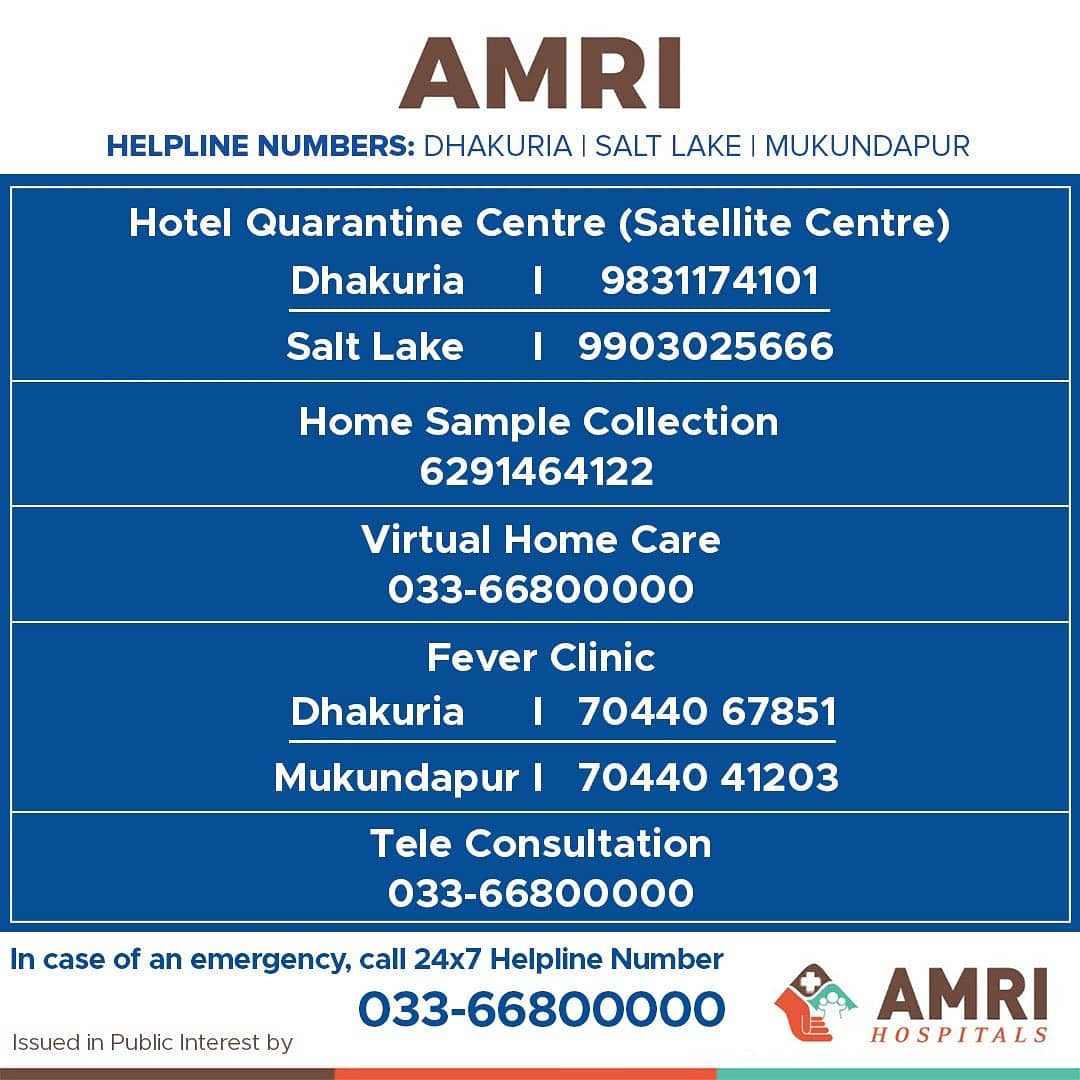 AMRI
HELPLINE NUMBERS: DHAKURIA | SALT LAKE | MUKUNDAPUR
Hotel Quarantine Centre (Satellite Centre)
Dhakuria | 9831174101
Salt Lake | 9903025666
Home Sample Collection
6291464122
Virtual Home Care
033-66800000
Fever Clinic
Dhakuria | 70440 67851
Mukundapur | 70440 41203
Tele Consultation
033-66800000
In case of an emergency, call 24x7 Helpline Number
033-66800000
Issued in Public Interest by
AMRI
HOSPITALS